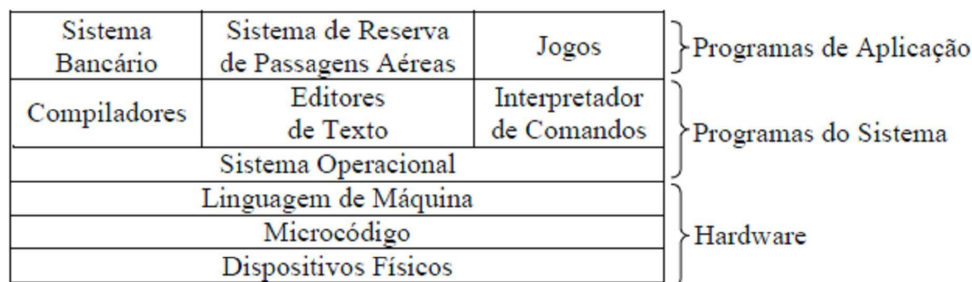 Sistema
Bancário
Sistema de Reserva
de Passagens Aéreas
Jogos
Programas de Aplicação
Compiladores
Editores
de Texto
Interpretador
de Comandos
Programas do Sistema
Sistema Operacional
Linguagem de Máquina
Microcódigo
Hardware
Dispositivos Físicos